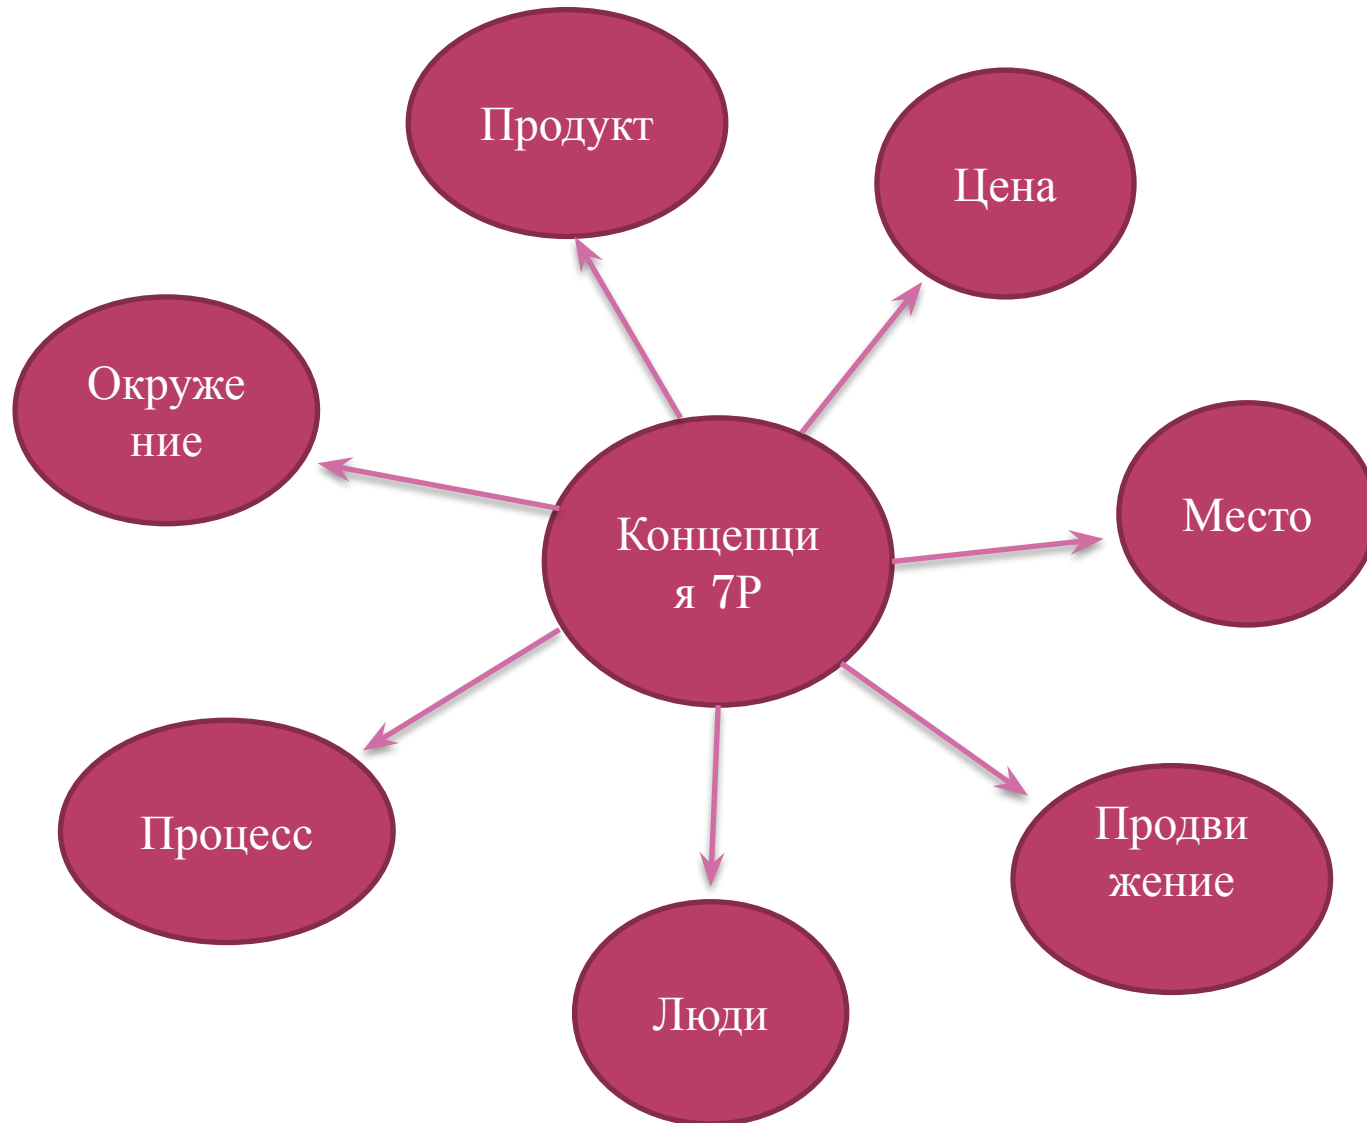 Продукт
Цена
Окруже
ние
Место
Концепци
я 7P
Продви
жение
Процесс
Люди